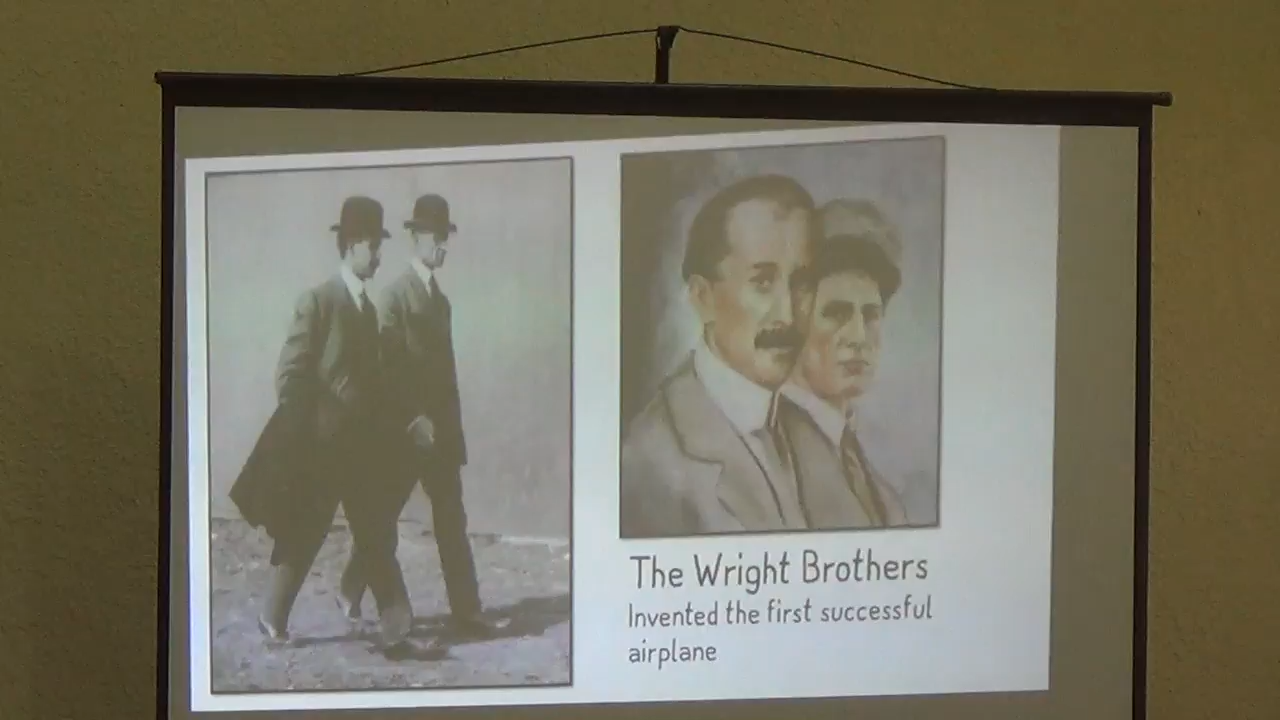 The Wright Brothers
Invented the first successful
airplane